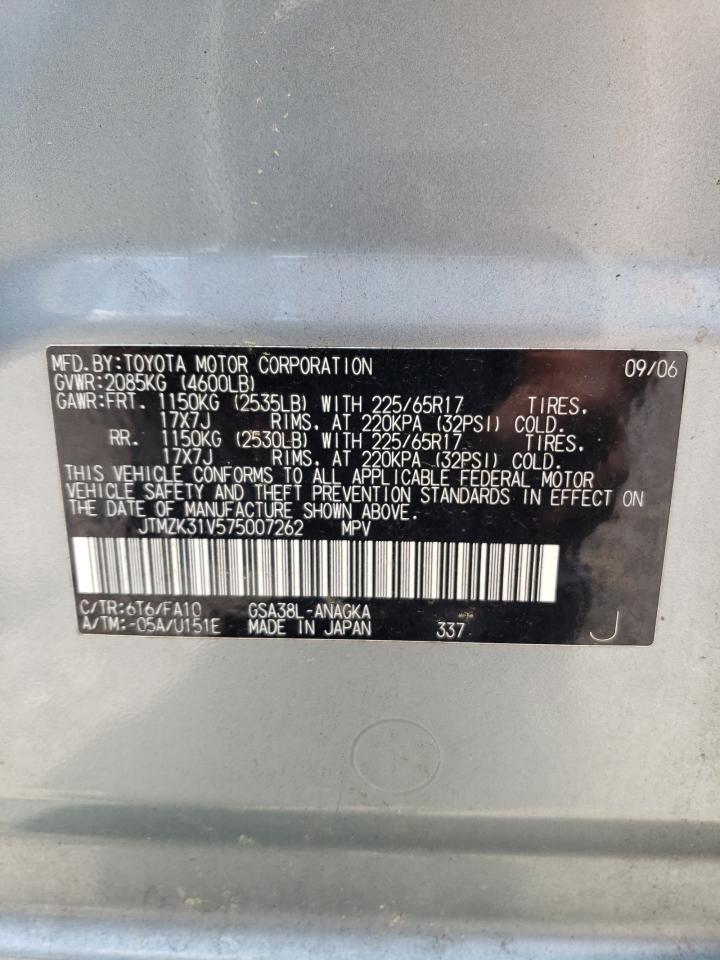 MFD.BY:TOYOTA MOTOR CORPORATION 09/06
GVWR:2085KG (4600LB)
GAWR:FRT. 1150KG (2535LB) WITH 225/65R17 TIRES,
17X7J RIMS, AT 220KPA (32PSI) COLD.
RR. 1150KG (2530LB) WITH 225/65R17 TIRES,
17X7J RIMS, AT 220KPA (32PSI) COLD.
THIS VEHICLE CONFORMS TO ALL APPLICABLE FEDERAL MOTOR
VEHICLE SAFETY AND THEFT PREVENTION STANDARDS IN EFFECT ON
THE DATE OF MANUFACTURE SHOWN ABOVE.
JTMZK31V575007262 MPV
C/TR:6T6/FA10 GSA38L-ANAGKA
A/TM:-05A/U151E MADE IN JAPAN 337 J